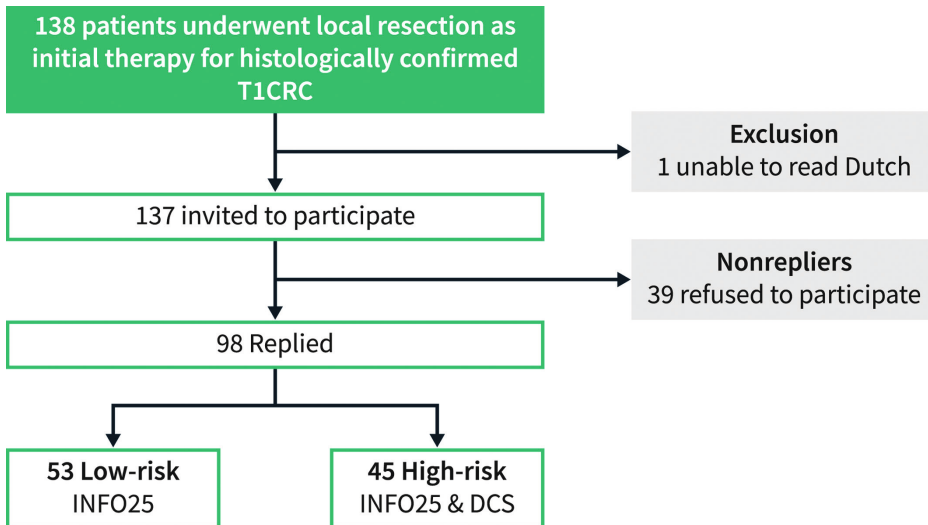 138 patients underwent local resection as
initial therapy for histologically confirmed
T1CRC
Exclusion
1 unable to read Dutch
137 invited to participate
Nonrepliers
39 refused to participate
98 Replied
53 Low-risk
INFO25
45 High-risk
INFO25 & DCS